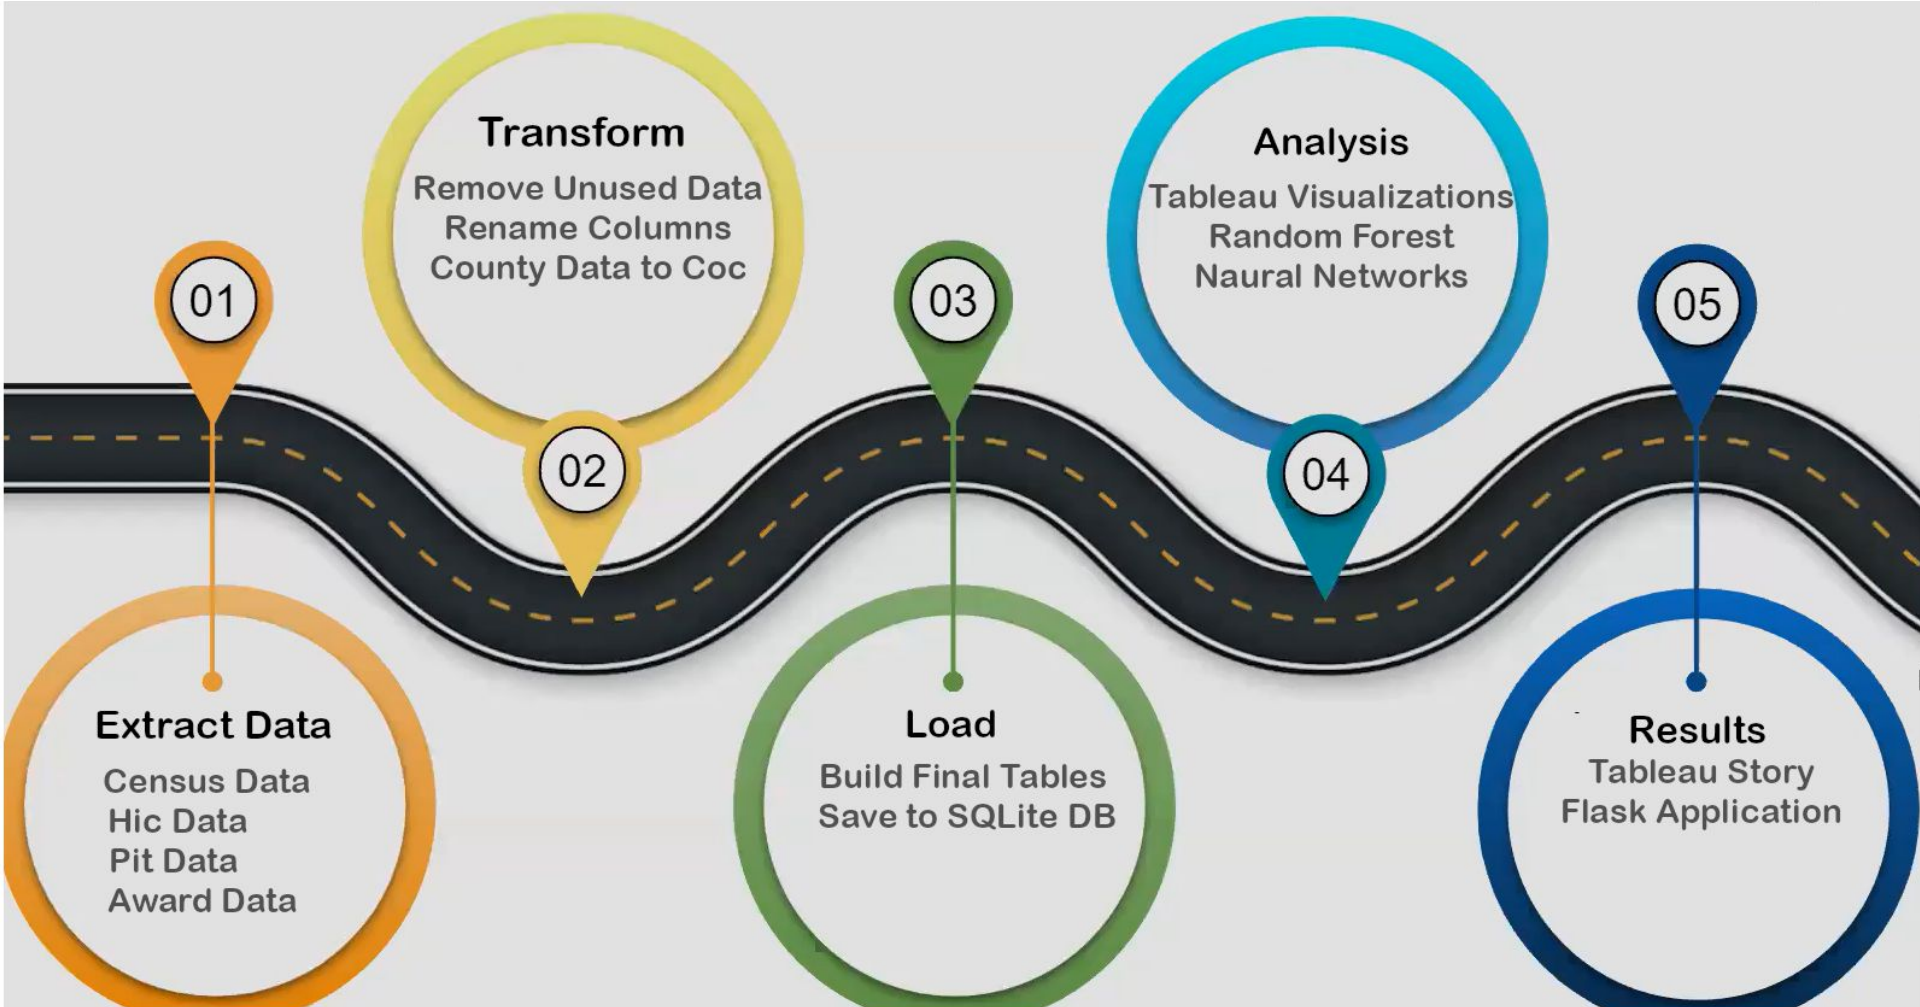 01
Extract Data
Census Data
Hic Data
Pit Data
Award Data
Transform
Remove Unused Data
Rename Columns
County Data to Coc
02
03
Load
Build Final Tables
Save to SQLite DB
Analysis
Tableau Visualizations
Random Forest
Naural Networks
04
05
Results
Tableau Story
Flask Application